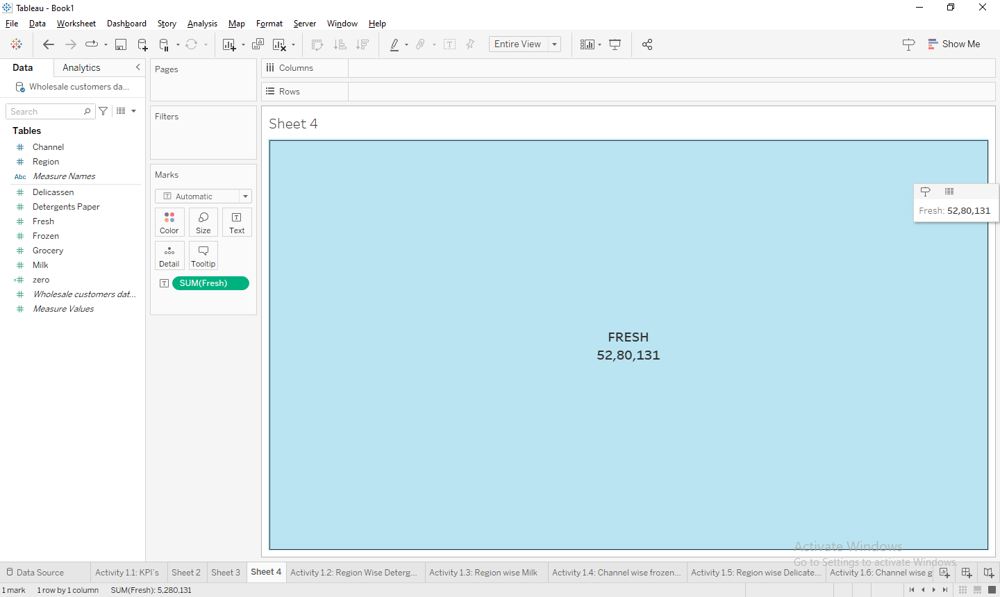 Tableau - Book1
File Data Worksheet Dashboard Story Analysis Map Format Server Window Help
Entire View
Show Me
Data Analytics
Wholesale customers da...
Search
Tables
Channel
Region
Abc Measure Names
Delicassen
Detergents Paper
Fresh
Frozen
Grocery
Milk
zero
Wholesale customers dat...
Measure Values
Pages
Filters
Marks
Automatic
Color Size Text
Detail Tooltip
SUM(Fresh)
Columns
Rows
Sheet 4
Fresh: 52,80,131
FRESH
52,80,131
Activate Windows
Go to Settings to activate Windows.
Data Source Activity 1.1: KPI's Sheet 2 Sheet 3 Sheet 4 Activity 1.2: Region Wise Deterg... Activity 1.3: Region wise Milk Activity 1.4: Channel wise frozen... Activity 1.5: Region wise Delicate... Activity 1.6: Channel wise g
1 mark 1 row by 1 column SUM(Fresh): 5,280,131